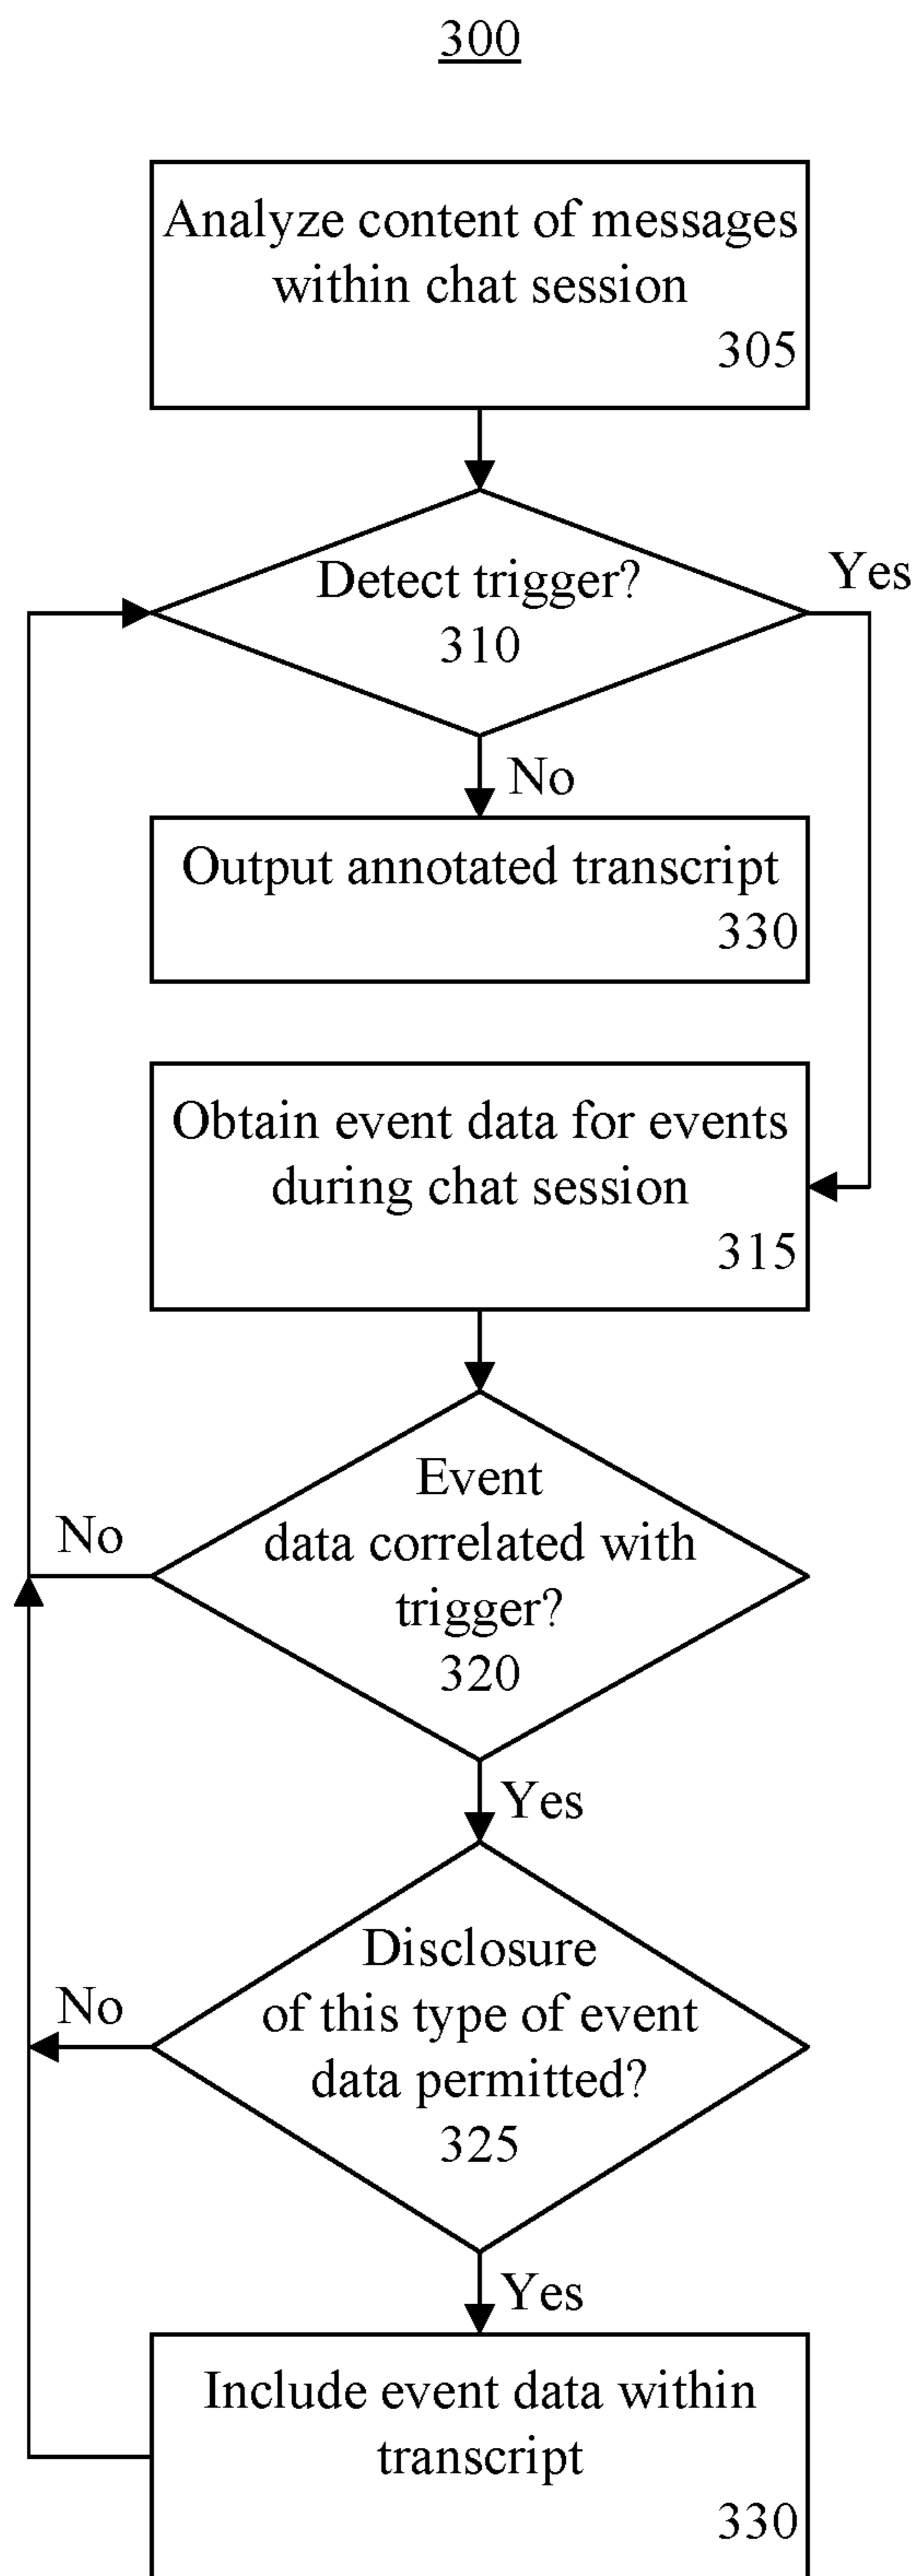 300
Analyze content of messages
within chat session
305
Detect trigger?
310
Yes
No
Output annotated transcript
330
Obtain event data for events
during chat session
315
Event
data correlated with
trigger?
320
No
Yes
Disclosure
of this type of event
data permitted?
325
No
Yes
Include event data within
transcript
330